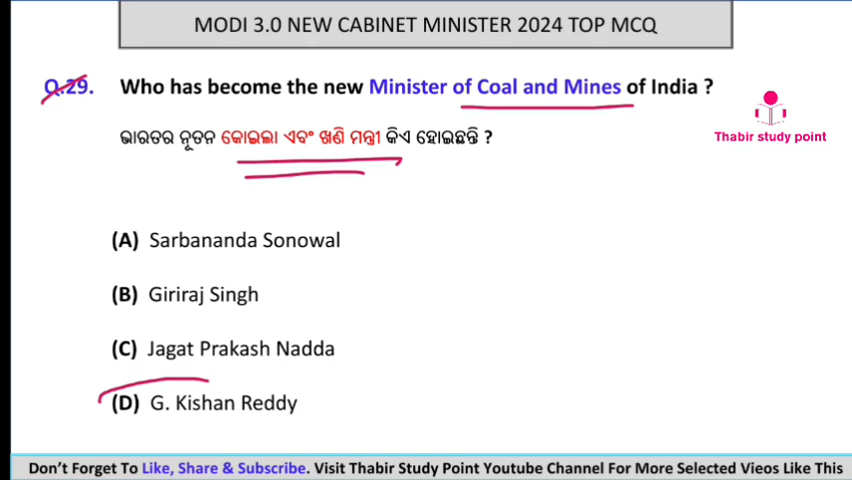 MODI 3.0 NEW CABINET MINISTER 2024 TOP MCQ
Q.29. Who has become the new Minister of Coal and Mines of India ?
ଭାରତର ନୂତନ କୋଇଲା ଏବଂ ଖଣି ମନ୍ତ୍ରୀ କିଏ ହୋଇଛନ୍ତି ?
Thabir study point
(A) Sarbananda Sonowal
(B) Giriraj Singh
(C) Jagat Prakash Nadda
(D) G. Kishan Reddy
Don't Forget To Like, Share & Subscribe. Visit Thabir Study Point Youtube Channel For More Selected Vieos Like This